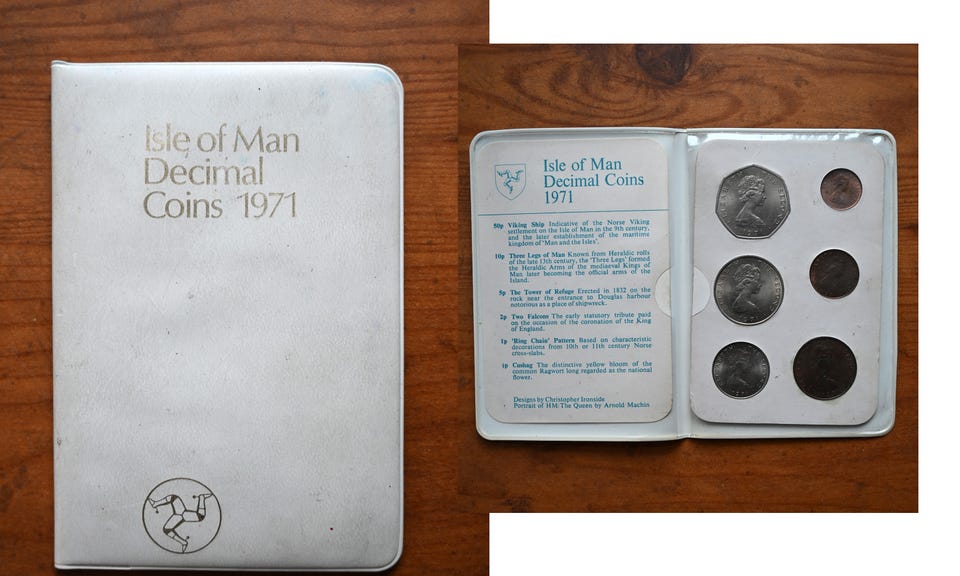 Isle of Man
Decimal
Coins 1971
Isle of Man
Decimal Coins
1971
50p Viking Ship Indicative of the Norse Viking
settlement on the Isle of Man in the 9th century,
and the later establishment of the maritime
kingdom of 'Man and the Isles'.
10p Three Legs of Man Known from Heraldic rolls
of the late 13th century, the 'Three Legs' formed
the Heraldic Arms of the mediaeval Kings of
Man later becoming the official arms of the
Island.
5p The Tower of Refuge Erected in 1832 on the
rock near the entrance to Douglas harbour
notorious as a place of shipwreck.
2p Two Falcons The early statutory tribute paid
on the occasion of the coronation of the King
of England.
1p 'Ring Chain' Pattern Based on characteristic
decorations from 10th or 11th century Norse
cross-slabs.
Cushag The distinctive yellow bloom of the
common Ragwort long regarded as the national
flower.
Designs by Christopher Ironside
Portrait of HM: The Queen by Arnold Machin